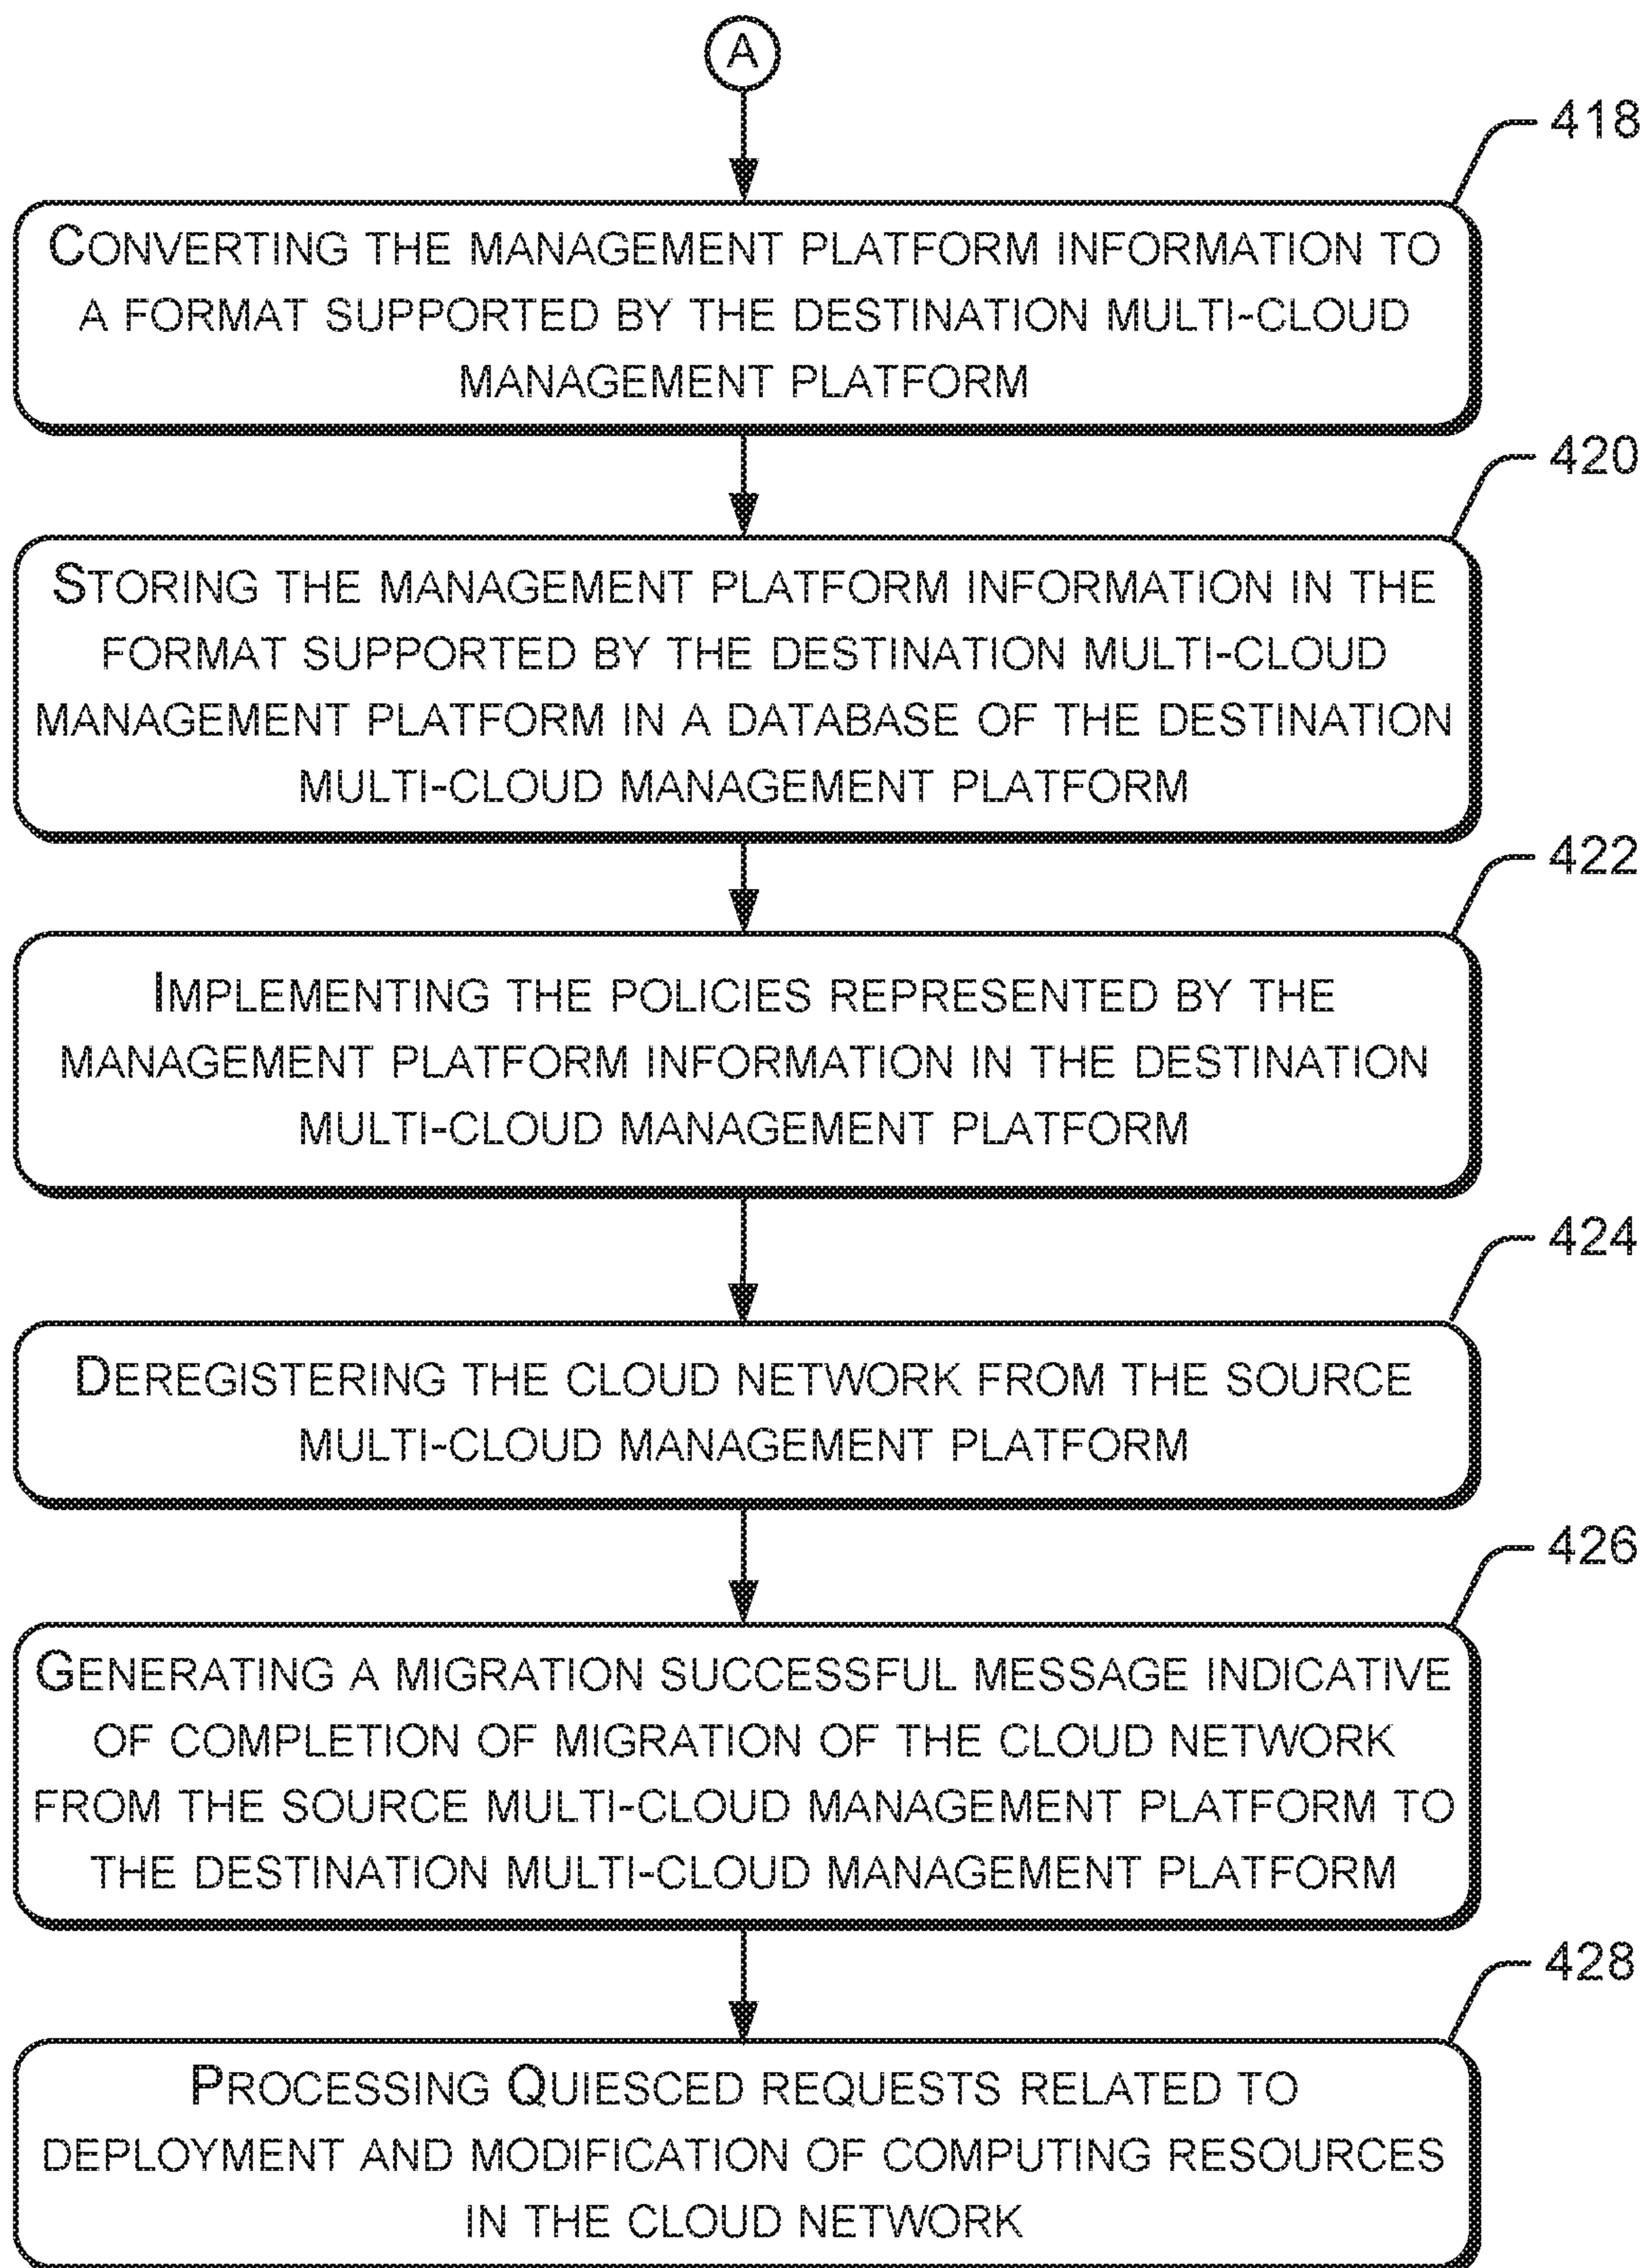 A
418
CONVERTING THE MANAGEMENT PLATFORM INFORMATION TO
A FORMAT SUPPORTED BY THE DESTINATION MULTI-CLOUD
MANAGEMENT PLATFORM
420
STORING THE MANAGEMENT PLATFORM INFORMATION IN THE
FORMAT SUPPORTED BY THE DESTINATION MULTI-CLOUD
MANAGEMENT PLATFORM IN A DATABASE OF THE DESTINATION
MULTI-CLOUD MANAGEMENT PLATFORM
422
IMPLEMENTING THE POLICIES REPRESENTED BY THE
MANAGEMENT PLATFORM INFORMATION IN THE DESTINATION
MULTI-CLOUD MANAGEMENT PLATFORM
424
DEREGISTERING THE CLOUD NETWORK FROM THE SOURCE
MULTI-CLOUD MANAGEMENT PLATFORM
426
GENERATING A MIGRATION SUCCESSFUL MESSAGE INDICATIVE
OF COMPLETION OF MIGRATION OF THE CLOUD NETWORK
FROM THE SOURCE MULTI-CLOUD MANAGEMENT PLATFORM TO
THE DESTINATION MULTI-CLOUD MANAGEMENT PLATFORM
428
PROCESSING QUIESCED REQUESTS RELATED TO
DEPLOYMENT AND MODIFICATION OF COMPUTING RESOURCES
IN THE CLOUD NETWORK